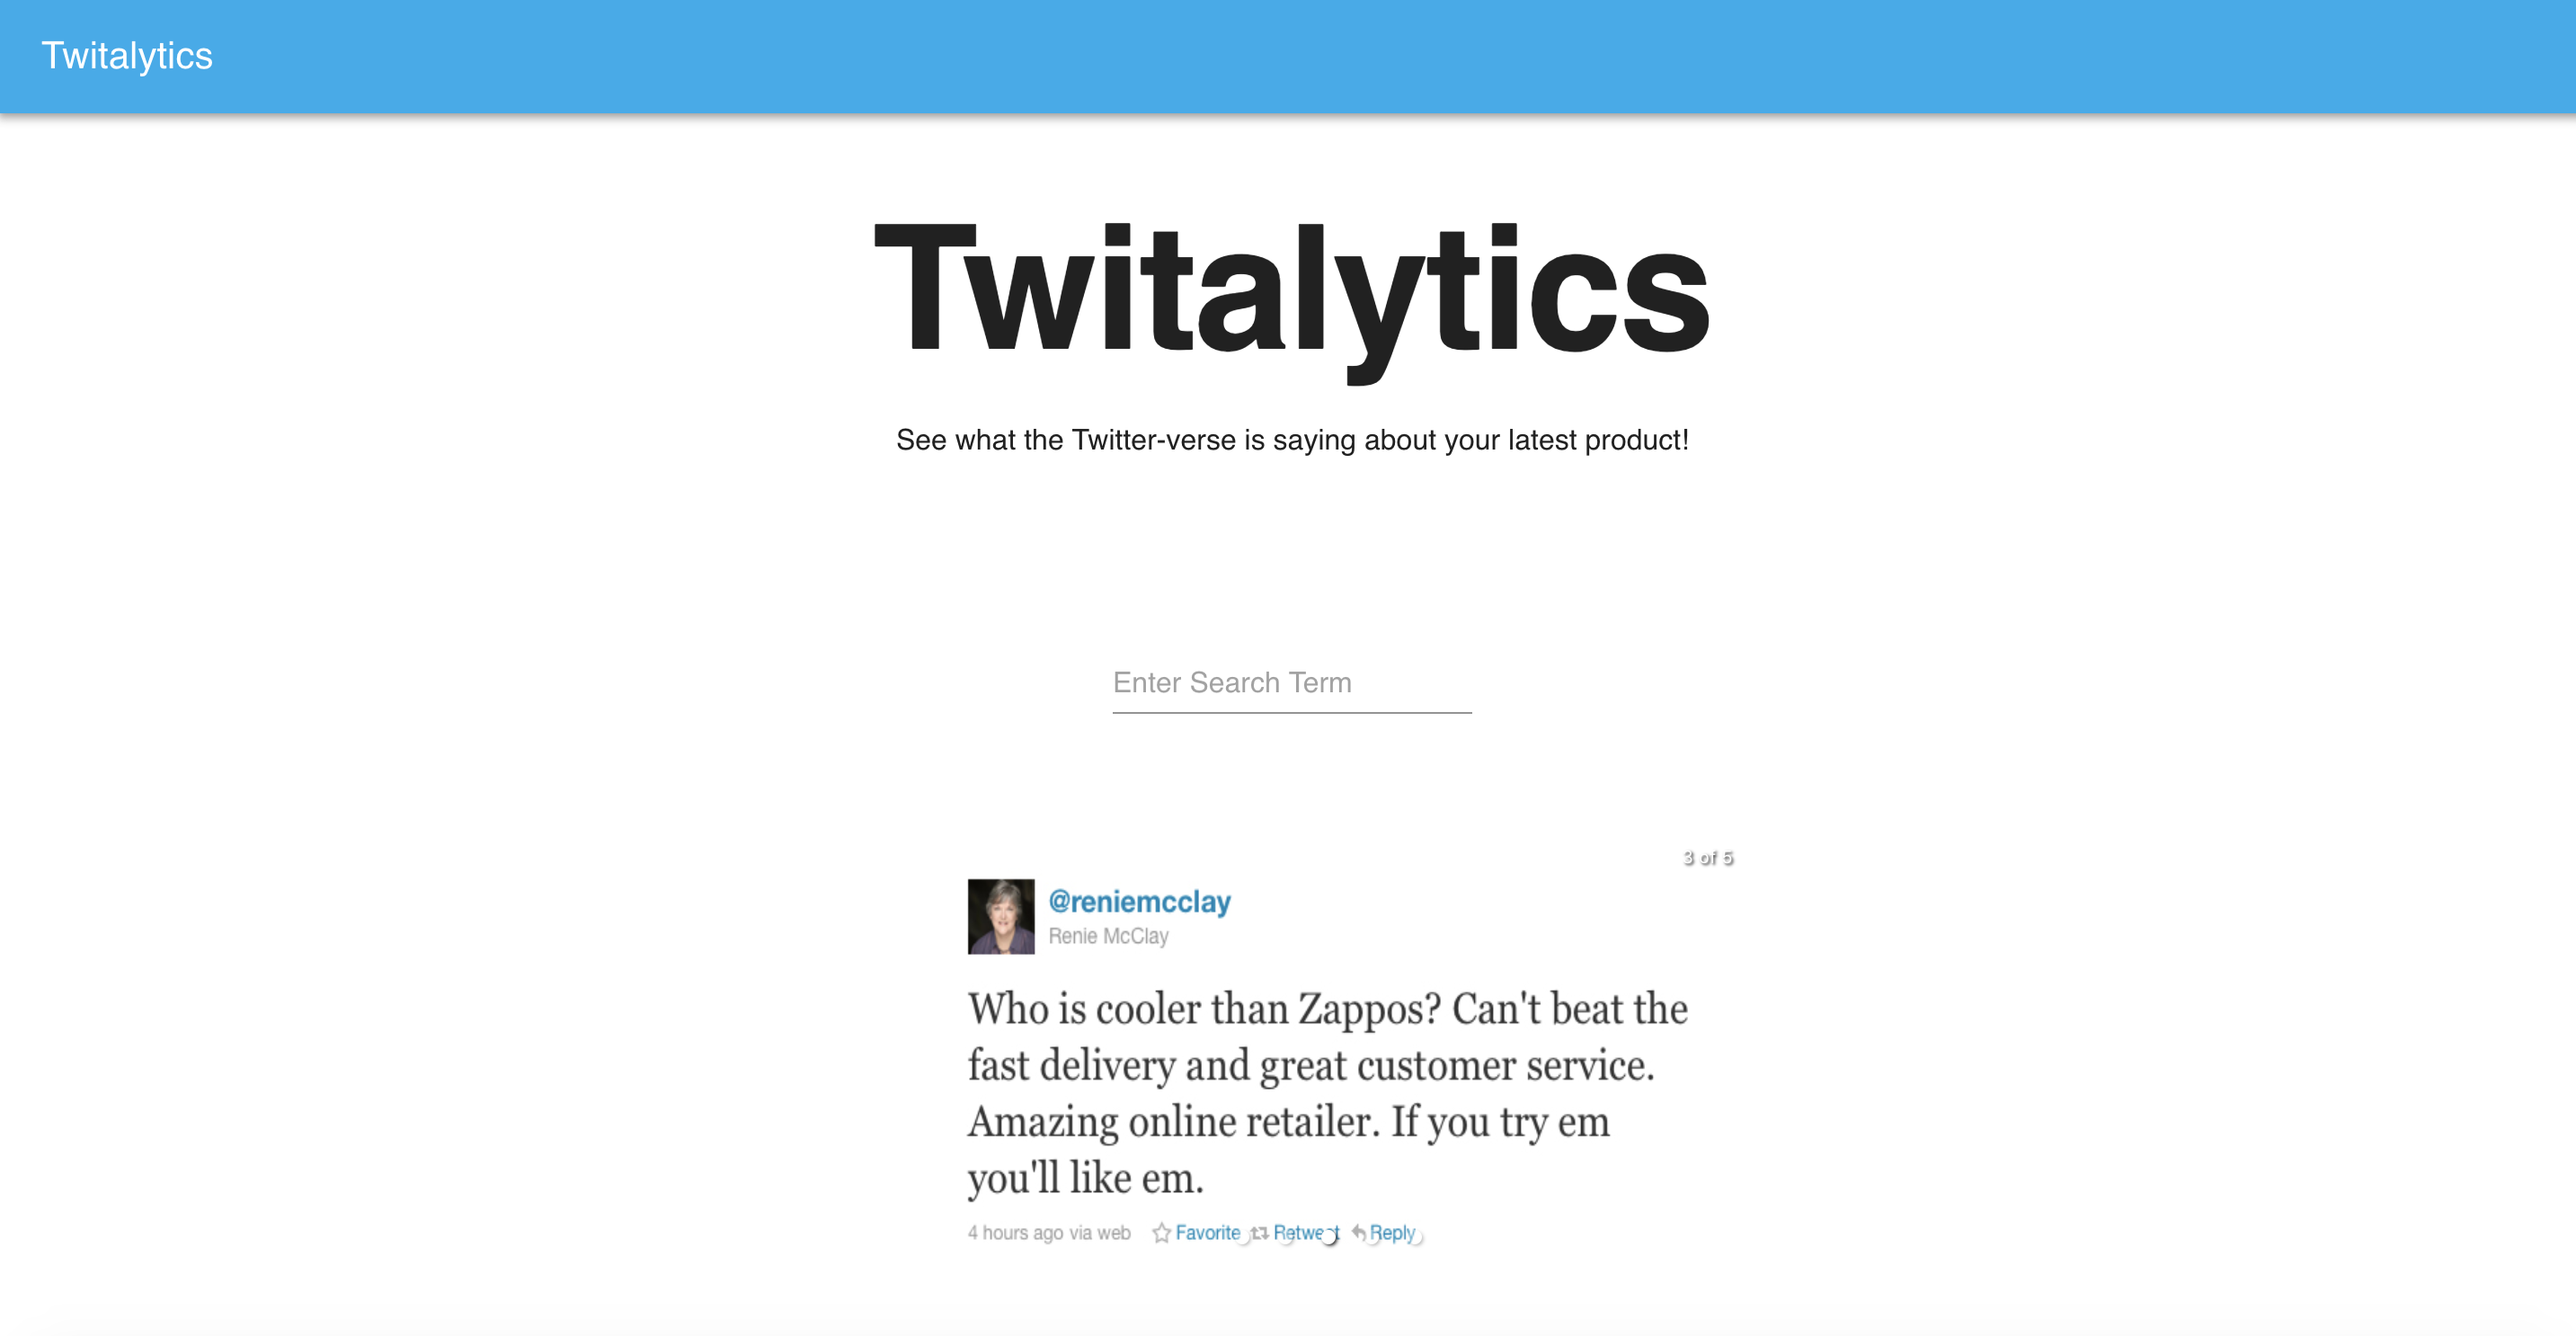 Twitalytics
Twitalytics
See what the Twitter-verse is saying about your latest product!
Enter Search Term
3 of 5
@reniemcclay
Renie McClay
Who is cooler than Zappos? Can't beat the
fast delivery and great customer service.
Amazing online retailer. If you try em
you'll like em.
4 hours ago via web Favorite Retweet Reply